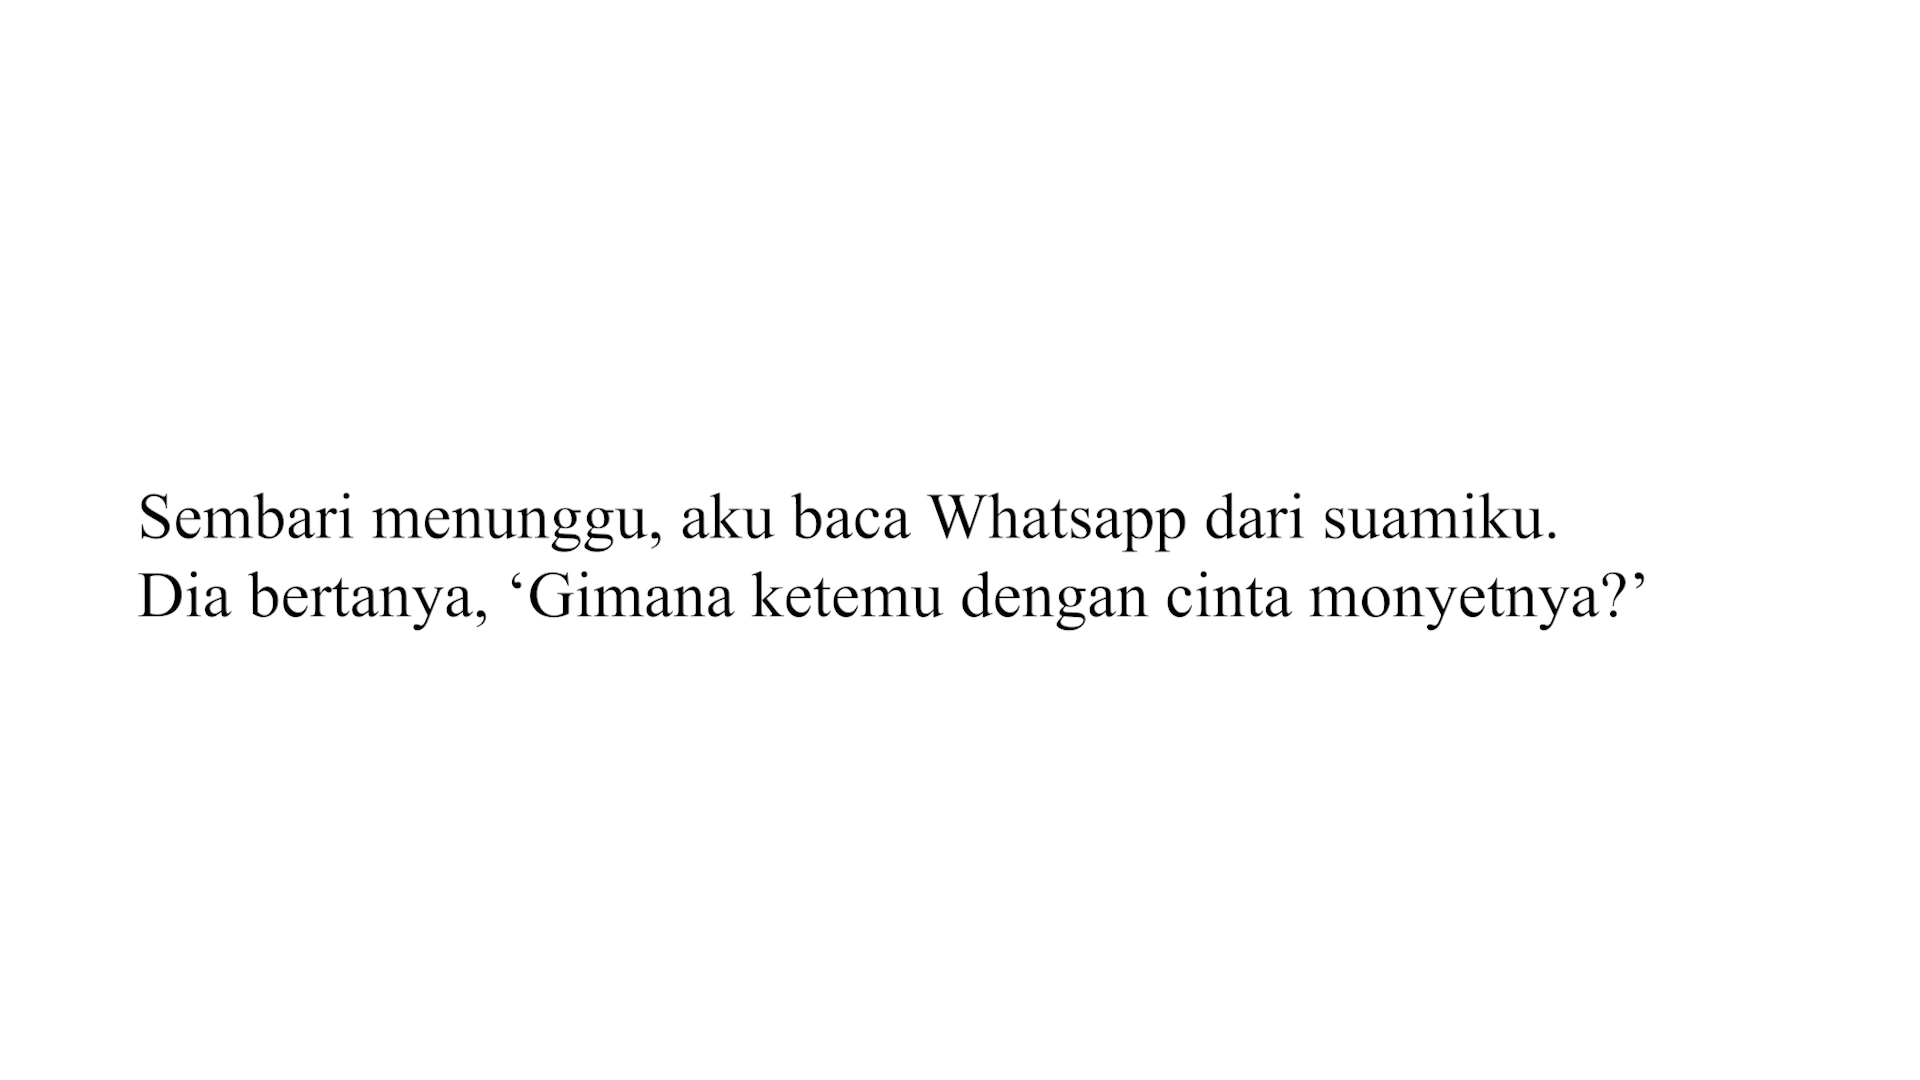 Sembari menunggu, aku baca Whatsapp dari suamiku.
Dia bertanya, ‘Gimana ketemu dengan cinta monyetnya?’